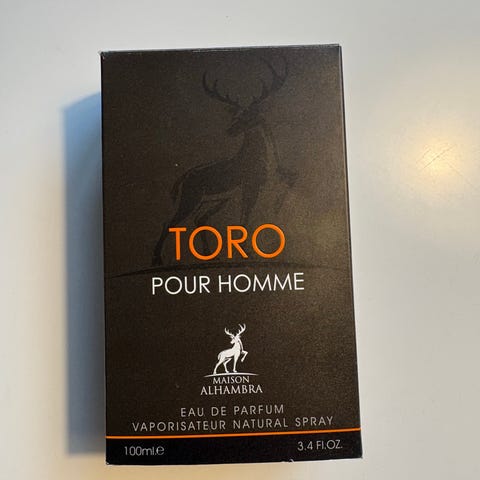 TORO
POUR HOMME
MAISON
ALHAMBRA
EAU DE PARFUM
VAPORISATEUR NATURAL SPRAY
100ml.e 3.4 Fl.OZ.